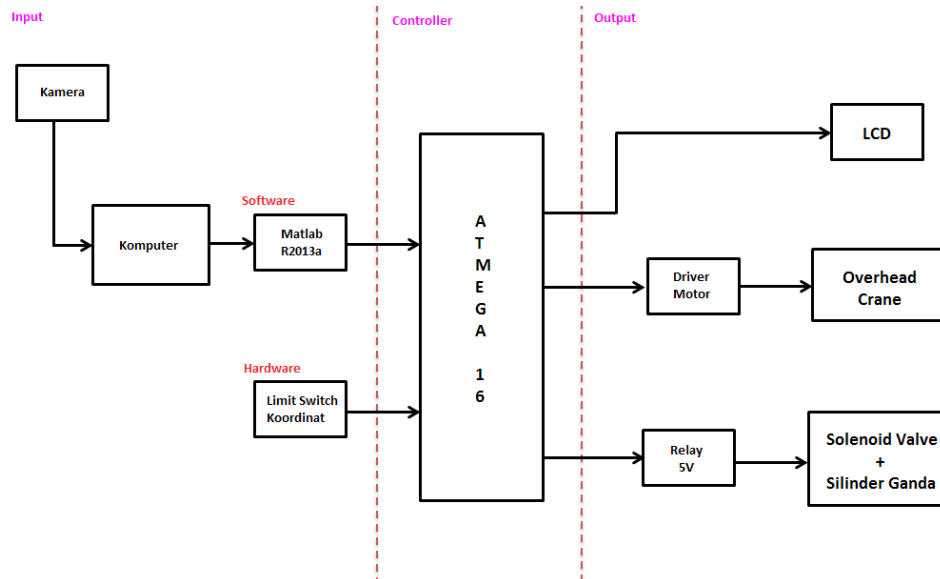 Input
Controller
Output
Kamera
LCD
Komputer
Software
Matlab
R2013a
A
T
M
E
G
A
1
6
Driver
Motor
Overhead
Crane
Hardware
Limit Switch
Koordinat
Relay
5V
Solenoid Valve
+
Silinder Ganda